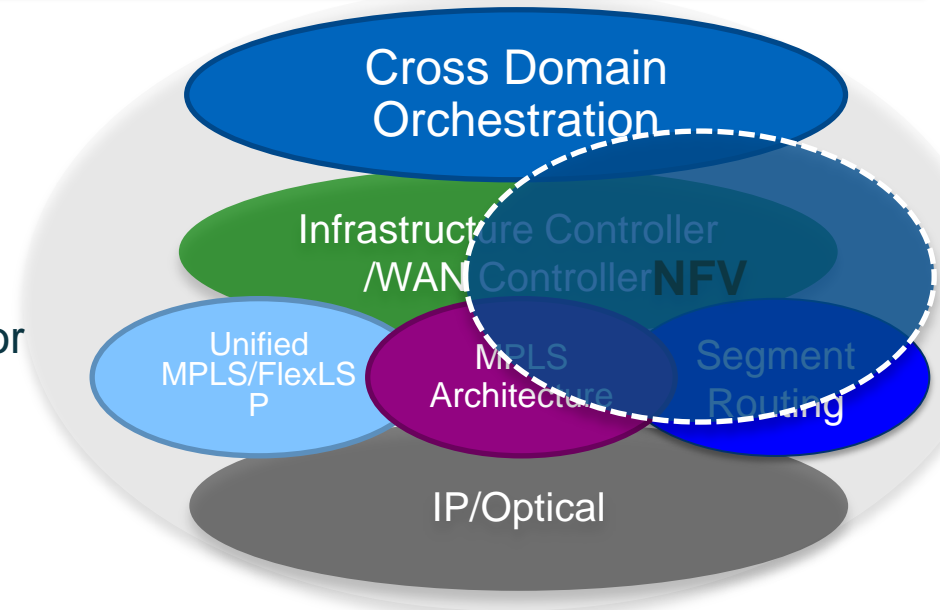 Cross Domain
Orchestration
Infrastructure Controller
/WAN Controller
NFV
or
Unified
MPLS/FlexLS
P
MPLS
Architecture
Segment
Routing
IP/Optical